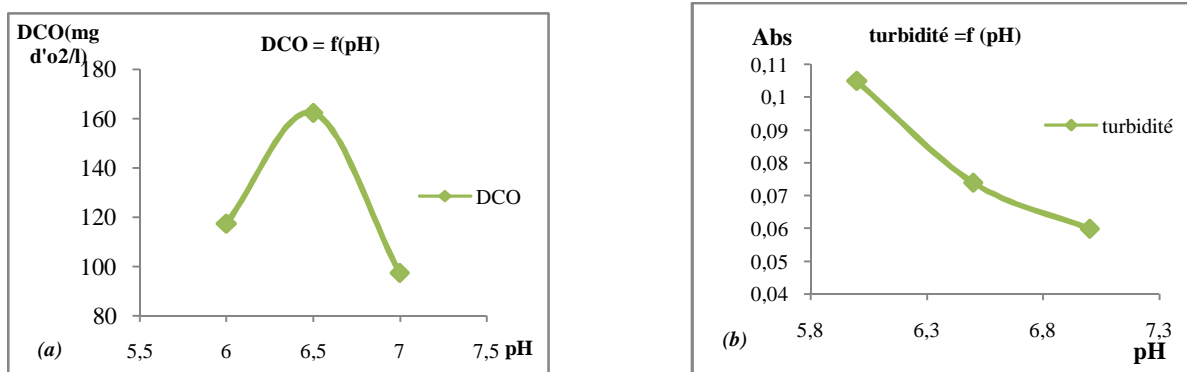 DCO(mg
d'o2/l)
DCO = f(pH)
180
160
140
120
100
80
DCO
(a)
5,5 6 6,5 7 7,5 pH
Abs
turbidité =f (pH)
0,11
0,1
0,09
0,08
0,07
0,06
0,05
0,04
turbidité
5,8 6,3 6,8 7,3
(b)
pH